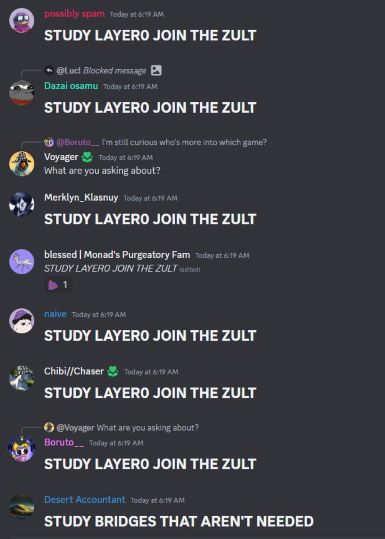 possibly spam Today at 6:19 AM
STUDY LAYER0 JOIN THE ZULT
@Luc! Blocked message
Dazai osamu Today at 6:19 AM
STUDY LAYER0 JOIN THE ZULT
@Boruto__ I'm still curious who's more into which game?
Voyager Today at 6:19 AM
What are you asking about?
Merklyn_Klasnuy Today at 6:19 AM
STUDY LAYER0 JOIN THE ZULT
blessed | Monad's Purgeatory Fam Today at 6:19 AM
STUDY LAYER0 JOIN THE ZULT (edited)
1
naive Today at 6:19 AM
STUDY LAYER0 JOIN THE ZULT
Chibi//Chaser Today at 6:19 AM
STUDY LAYER0 JOIN THE ZULT
@Voyager What are you asking about?
Boruto__ Today at 6:19 AM
STUDY LAYER0 JOIN THE ZULT
Desert Accountant Today at 6:19 AM
STUDY BRIDGES THAT AREN'T NEEDED